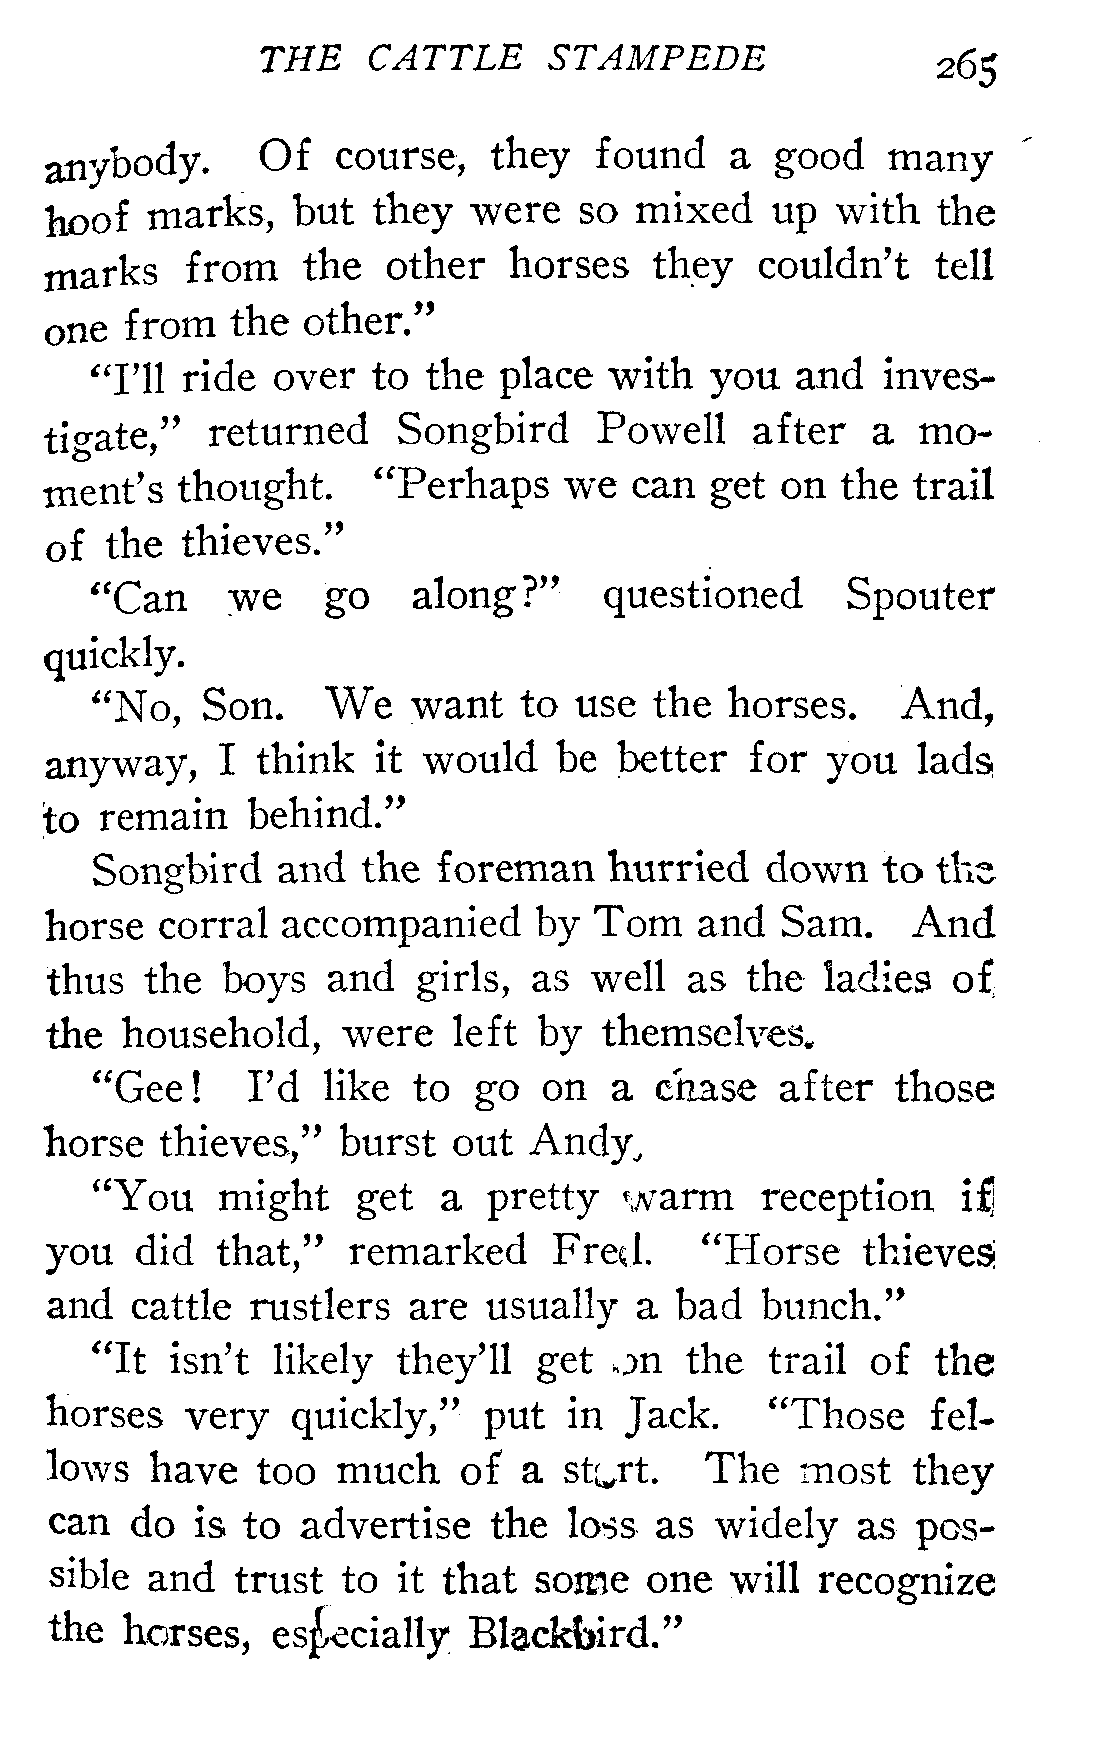 THE CATTLE STAMPEDE 265
anybody. Of course, they found a good many
hoof marks, but they were so mixed up with the
marks from the other horses they couldn't tell
one from the other."
"I'll ride over to the place with you and inves-
tigate," returned Songbird Powell after a mo-
ment's thought. "Perhaps we can get on the trail
of the thieves."
"Can we go along?" questioned Spouter
quickly.
"No, Son. We want to use the horses. And,
anyway, I think it would be better for you lads
to remain behind."
Songbird and the foreman hurried down to the
horse corral accompanied by Tom and Sam. And
thus the boys and girls, as well as the ladies of
the household, were left by themselves.
"Gee! I'd like to go on a chase after those
horse thieves," burst out Andy,
"You might get a pretty warm reception if
you did that," remarked Fred. "Horse thieves
and cattle rustlers are usually a bad bunch."
"It isn't likely they'll get on the trail of the
horses very quickly," put in Jack. "Those fel-
lows have too much of a start. The most they
can do is to advertise the loss as widely as pos-
sible and trust to it that some one will recognize
the horses, especially Blackbird."